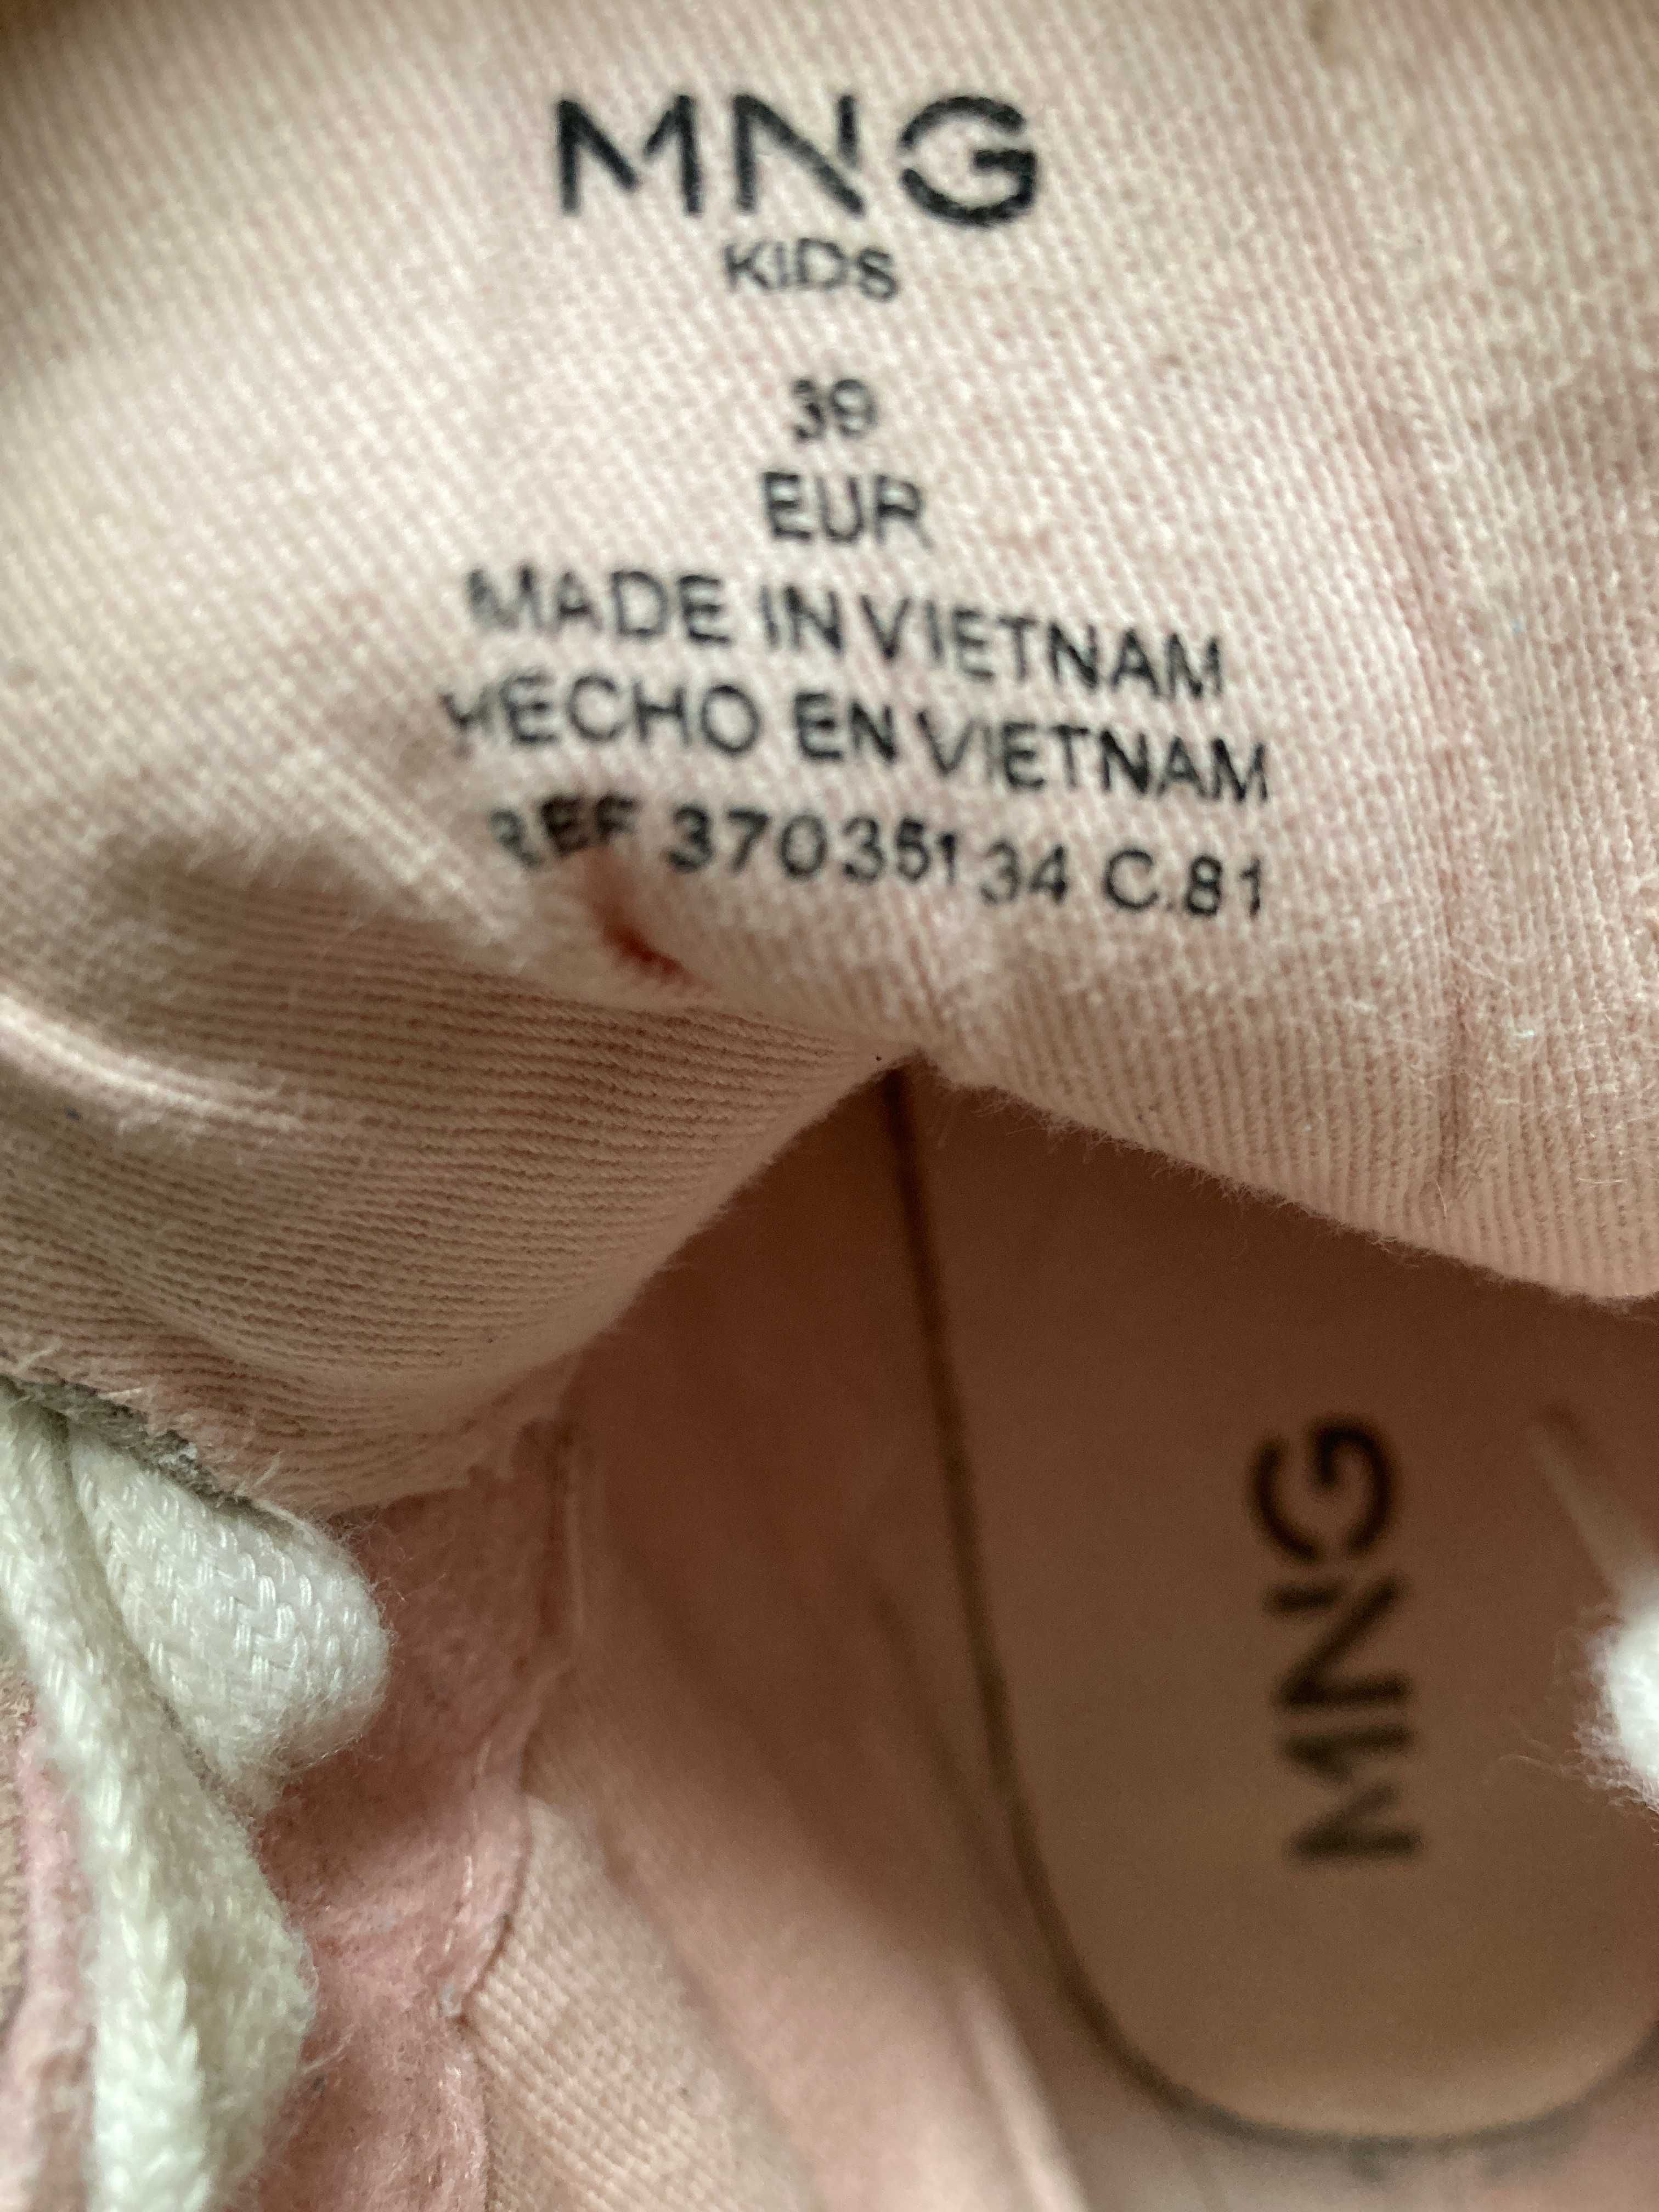 MNG
KIDS
39
EUR
MADE IN VIETNAM
HECHO EN VIETNAM
REF 37035134 C.81
MNG